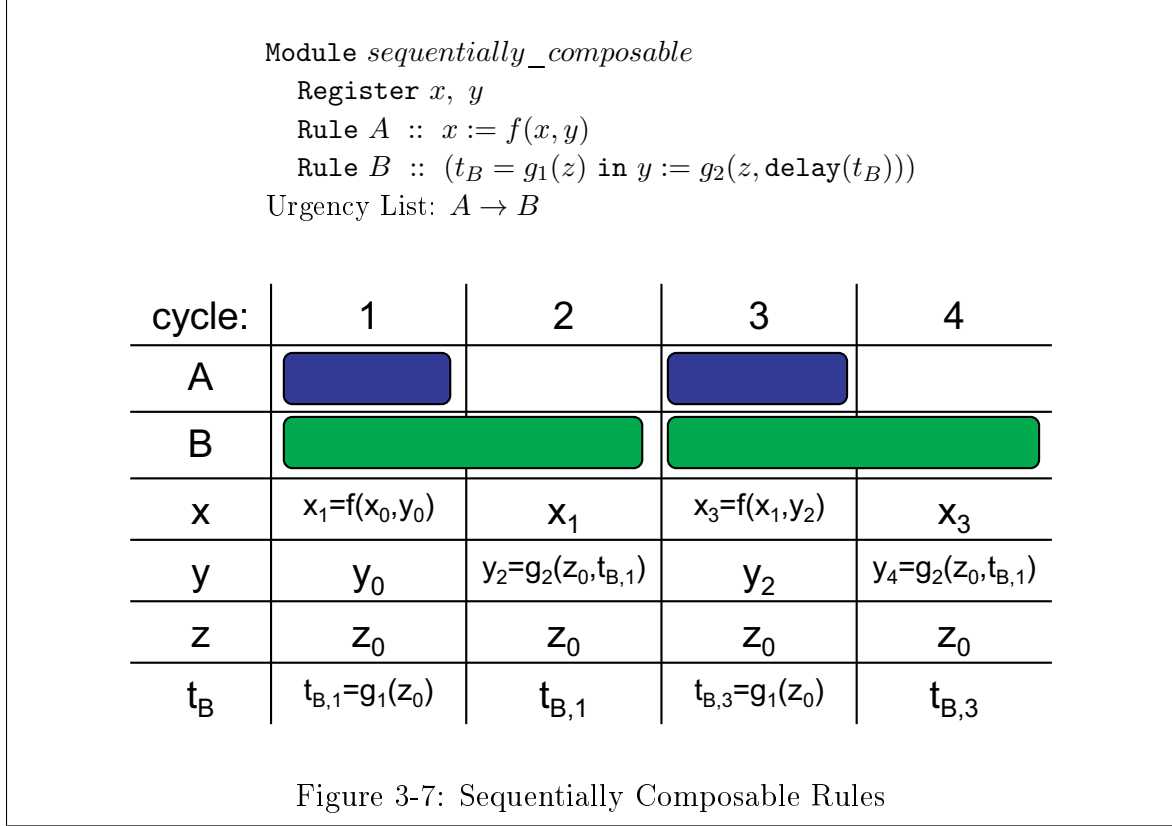 Module sequentially_composable
Register x, y
Rule A :: x := f(x, y)
Rule B :: (t_B = g_1(z) in y := g_2(z, delay(t_B)))
Urgency List: A → B
cycle: 1 2 3 4
A
B
x x_1=f(x_0,y_0) x_1 x_3=f(x_1,y_2) x_3
y y_0 y_2=g_2(z_0,t_B,1) y_2 y_4=g_2(z_0,t_B,1)
z z_0 z_0 z_0 z_0
t_B t_B,1=g_1(z_0) t_B,1 t_B,3=g_1(z_0) t_B,3
Figure 3-7: Sequentially Composable Rules